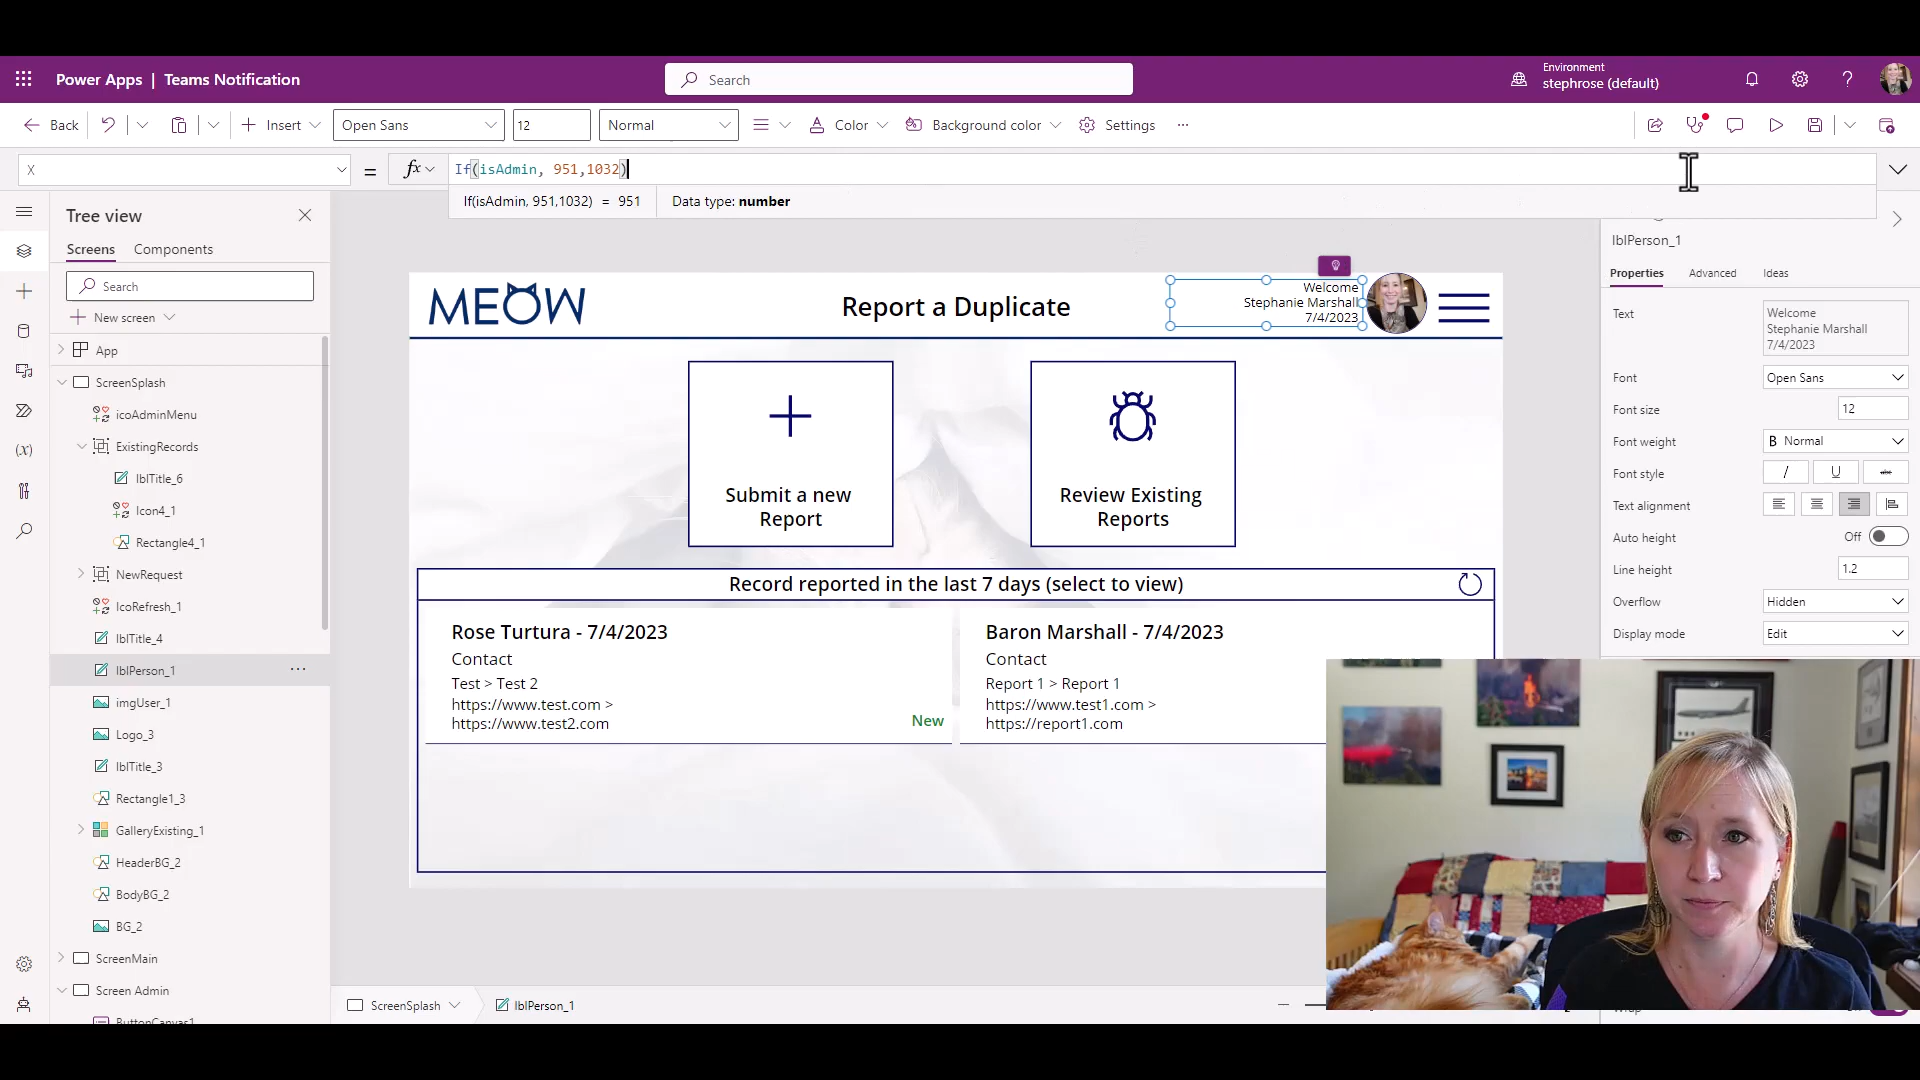 Power Apps | Teams Notification
Search
Environment
stephrose (default)
Back
Insert
Open Sans
12
Normal
Color
Background color
Settings
X
=
fx
If(isAdmin, 951,1032)
If(isAdmin, 951,1032) = 951
Data type: number
Tree view
Screens
Components
Search
New screen
App
ScreenSplash
icoAdminMenu
ExistingRecords
lblTitle_6
Icon4_1
Rectangle4_1
NewRequest
IcoRefresh_1
lblTitle_4
lblPerson_1
imgUser_1
Logo_3
lblTitle_3
Rectangle1_3
GalleryExisting_1
HeaderBG_2
BodyBG_2
BG_2
ScreenMain
Screen Admin
MEOW
Report a Duplicate
Welcome
Stephanie Marshall
7/4/2023
Submit a new
Report
Review Existing
Reports
Record reported in the last 7 days (select to view)
Rose Turtura - 7/4/2023
Contact
Test > Test 2
https://www.test.com >
https://www.test2.com
New
Baron Marshall - 7/4/2023
Contact
Report 1 > Report 1
https://www.test1.com >
https://report1.com
ScreenSplash
lblPerson_1
lblPerson_1
Properties
Advanced
Ideas
Text
Welcome
Stephanie Marshall
7/4/2023
Font
Open Sans
Font size
12
Font weight
B Normal
Font style
Text alignment
Auto height
Off
Line height
1.2
Overflow
Hidden
Display mode
Edit